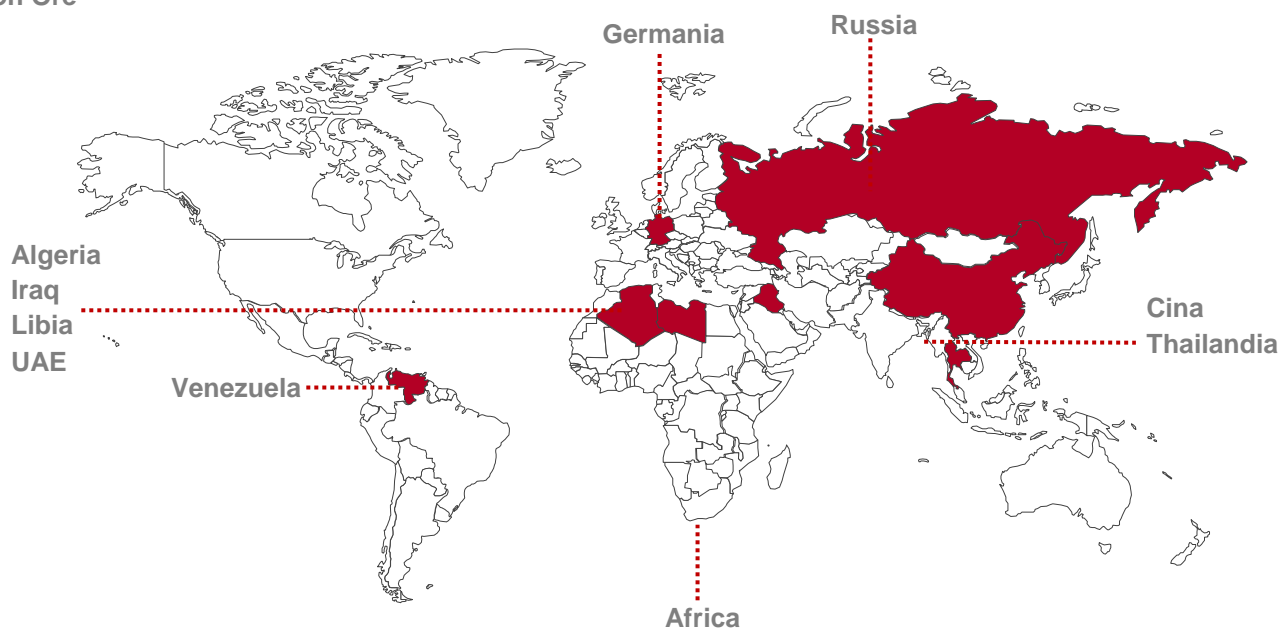 Germania
Russia
Algeria
Iraq
Libia
UAE
Cina
Thailandia
Venezuela
Africa